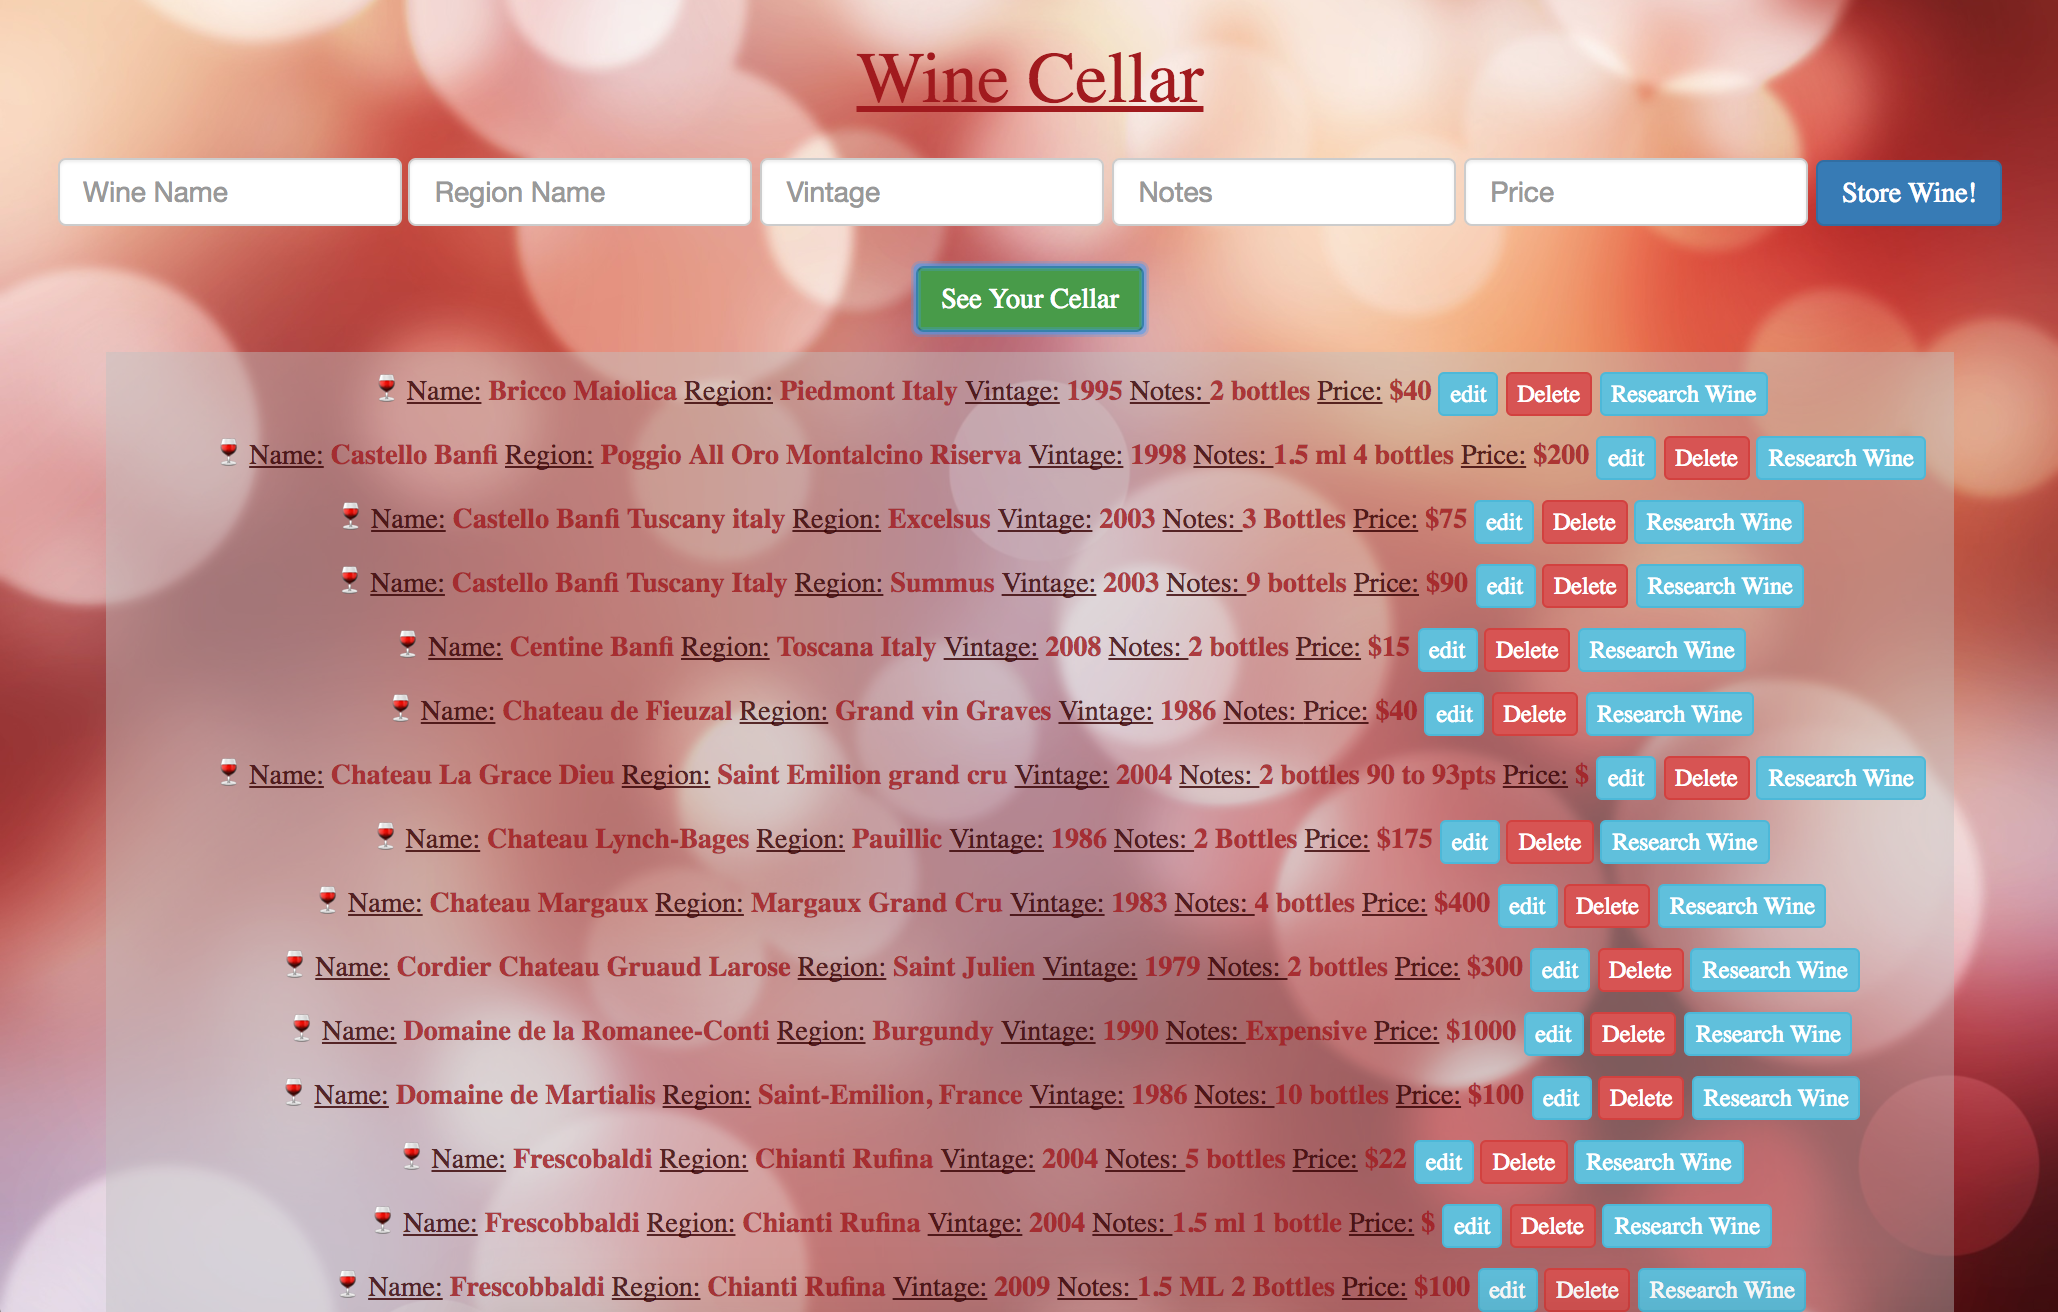 Wine Cellar
Wine Name Region Name Vintage Notes Price Store Wine!
See Your Cellar
Name: Bricco Maiolica Region: Piedmont Italy Vintage: 1995 Notes: 2 bottles Price: $40 edit Delete Research Wine
Name: Castello Banfi Region: Poggio All Oro Montalcino Riserva Vintage: 1998 Notes: 1.5 ml 4 bottles Price: $200 edit Delete Research Wine
Name: Castello Banfi Tuscany italy Region: Excelsus Vintage: 2003 Notes: 3 Bottles Price: $75 edit Delete Research Wine
Name: Castello Banfi Tuscany Italy Region: Summus Vintage: 2003 Notes: 9 bottels Price: $90 edit Delete Research Wine
Name: Centine Banfi Region: Toscana Italy Vintage: 2008 Notes: 2 bottles Price: $15 edit Delete Research Wine
Name: Chateau de Fieuzal Region: Grand vin Graves Vintage: 1986 Notes: Price: $40 edit Delete Research Wine
Name: Chateau La Grace Dieu Region: Saint Emilion grand cru Vintage: 2004 Notes: 2 bottles 90 to 93pts Price: $ edit Delete Research Wine
Name: Chateau Lynch-Bages Region: Pauillic Vintage: 1986 Notes: 2 Bottles Price: $175 edit Delete Research Wine
Name: Chateau Margaux Region: Margaux Grand Cru Vintage: 1983 Notes: 4 bottles Price: $400 edit Delete Research Wine
Name: Cordier Chateau Gruaud Larose Region: Saint Julien Vintage: 1979 Notes: 2 bottles Price: $300 edit Delete Research Wine
Name: Domaine de la Romanee-Conti Region: Burgundy Vintage: 1990 Notes: Expensive Price: $1000 edit Delete Research Wine
Name: Domaine de Martialis Region: Saint-Emilion, France Vintage: 1986 Notes: 10 bottles Price: $100 edit Delete Research Wine
Name: Frescobaldi Region: Chianti Rufina Vintage: 2004 Notes: 5 bottles Price: $22 edit Delete Research Wine
Name: Frescobbaldi Region: Chianti Rufina Vintage: 2004 Notes: 1.5 ml 1 bottle Price: $ edit Delete Research Wine
Name: Frescobbaldi Region: Chianti Rufina Vintage: 2009 Notes: 1.5 ML 2 Bottles Price: $100 edit Delete Research Wine